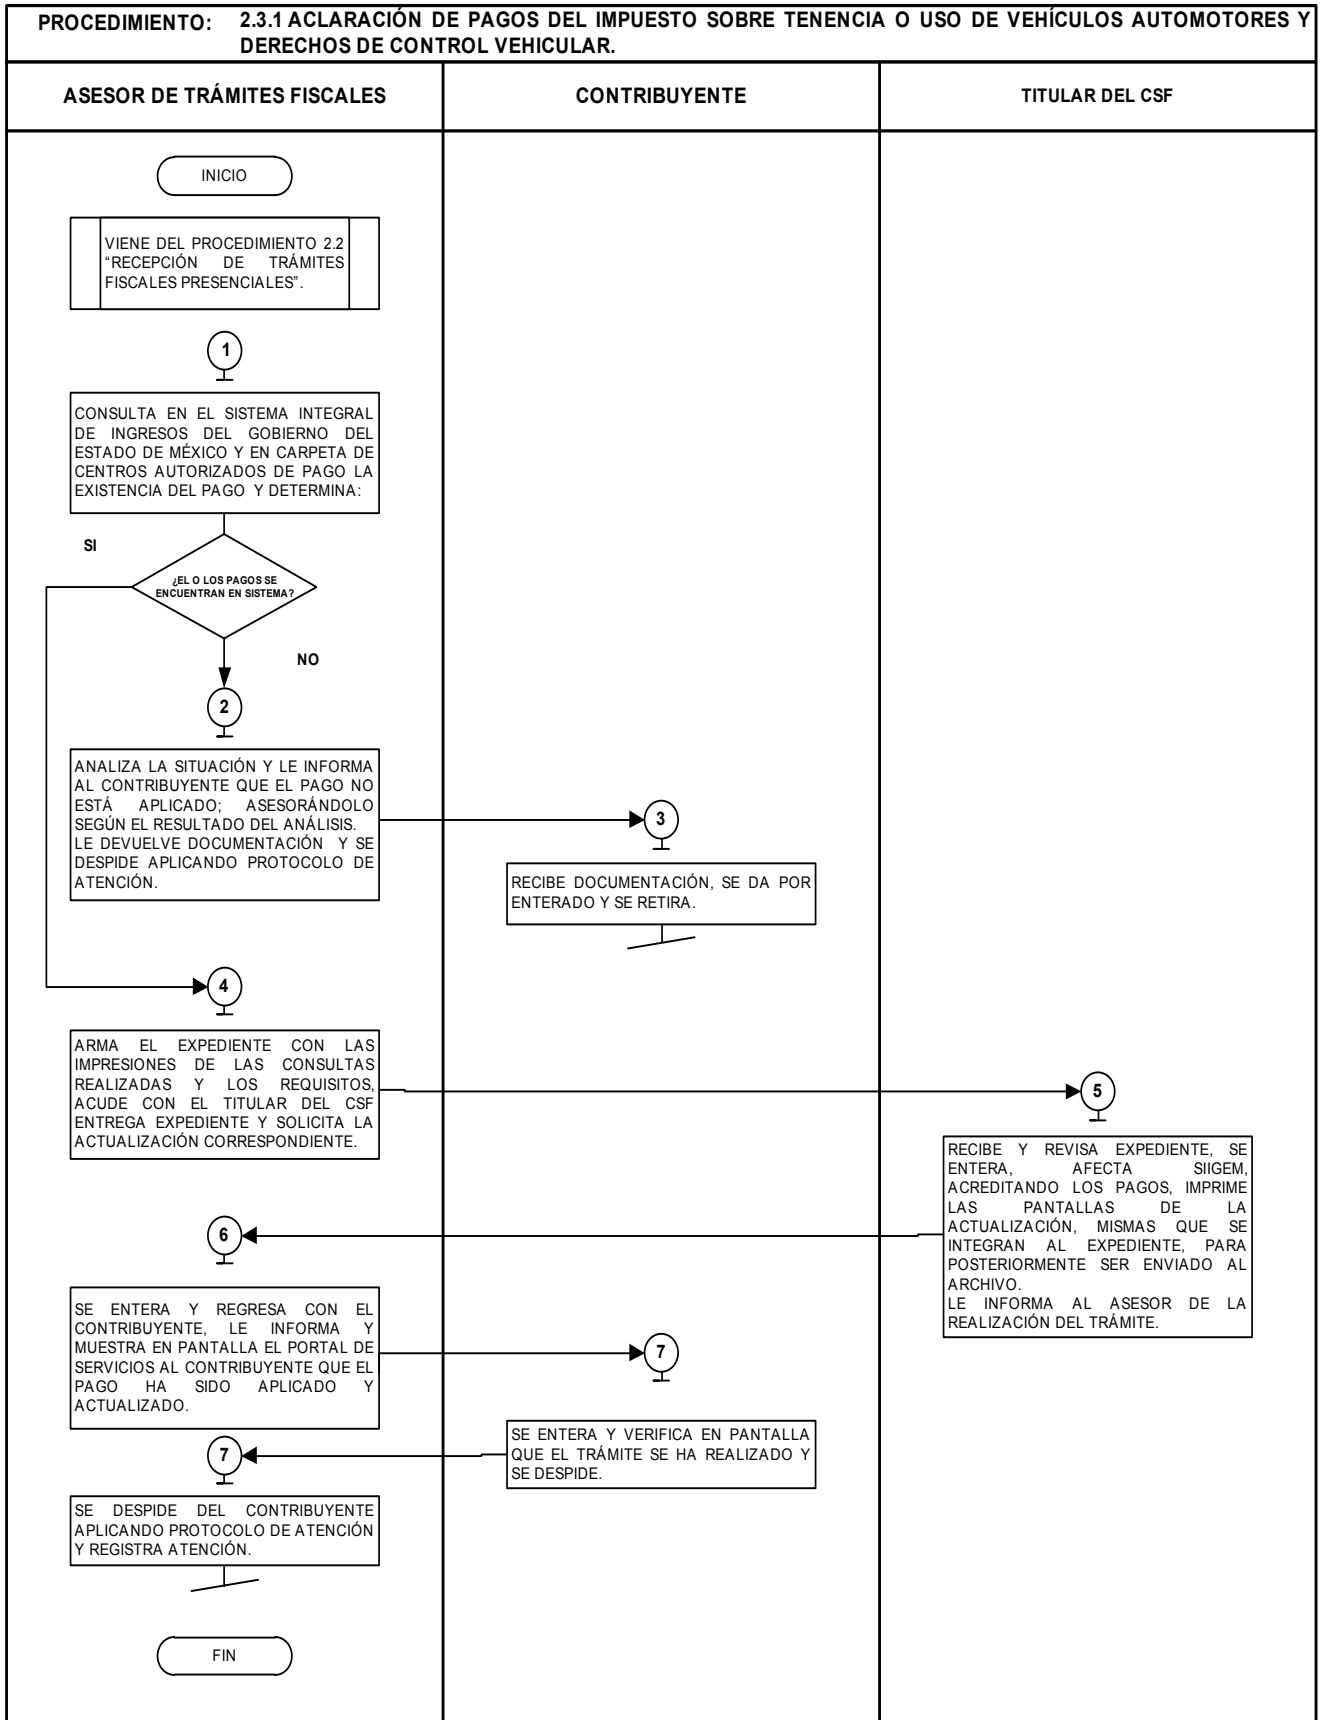 PROCEDIMIENTO: 2.3.1 ACLARACIÓN DE PAGOS DEL IMPUESTO SOBRE TENENCIA O USO DE VEHÍCULOS AUTOMOTORES Y
DERECHOS DE CONTROL VEHICULAR.
ASESOR DE TRÁMITES FISCALES
CONTRIBUYENTE
TITULAR DEL CSF
INICIO
VIENE DEL PROCEDIMIENTO 2.2
“RECEPCIÓN DE TRÁMITES
FISCALES PRESENCIALES”.
1
CONSULTA EN EL SISTEMA INTEGRAL
DE INGRESOS DEL GOBIERNO DEL
ESTADO DE MÉXICO Y EN CARPETA DE
CENTROS AUTORIZADOS DE PAGO LA
EXISTENCIA DEL PAGO Y DETERMINA:
SI
¿EL O LOS PAGOS SE
ENCUENTRAN EN SISTEMA?
NO
2
ANALIZA LA SITUACIÓN Y LE INFORMA
AL CONTRIBUYENTE QUE EL PAGO NO
ESTÁ APLICADO; ASESORÁNDOLO
SEGÚN EL RESULTADO DEL ANÁLISIS.
LE DEVUELVE DOCUMENTACIÓN Y SE
DESPIDE APLICANDO PROTOCOLO DE
ATENCIÓN.
3
RECIBE DOCUMENTACIÓN, SE DA POR
ENTERADO Y SE RETIRA.
4
ARMA EL EXPEDIENTE CON LAS
IMPRESIONES DE LAS CONSULTAS
REALIZADAS Y LOS REQUISITOS,
ACUDE CON EL TITULAR DEL CSF
ENTREGA EXPEDIENTE Y SOLICITA LA
ACTUALIZACIÓN CORRESPONDIENTE.
5
RECIBE Y REVISA EXPEDIENTE, SE
ENTERA, AFECTA SIIGEM,
ACREDITANDO LOS PAGOS, IMPRIME
LAS PANTALLAS DE LA
ACTUALIZACIÓN, MISMAS QUE SE
INTEGRAN AL EXPEDIENTE, PARA
POSTERIORMENTE SER ENVIADO AL
ARCHIVO.
LE INFORMA AL ASESOR DE LA
REALIZACIÓN DEL TRÁMITE.
6
SE ENTERA Y REGRESA CON EL
CONTRIBUYENTE, LE INFORMA Y
MUESTRA EN PANTALLA EL PORTAL DE
SERVICIOS AL CONTRIBUYENTE QUE EL
PAGO HA SIDO APLICADO Y
ACTUALIZADO.
7
SE ENTERA Y VERIFICA EN PANTALLA
QUE EL TRÁMITE SE HA REALIZADO Y
SE DESPIDE.
7
SE DESPIDE DEL CONTRIBUYENTE
APLICANDO PROTOCOLO DE ATENCIÓN
Y REGISTRA ATENCIÓN.
FIN